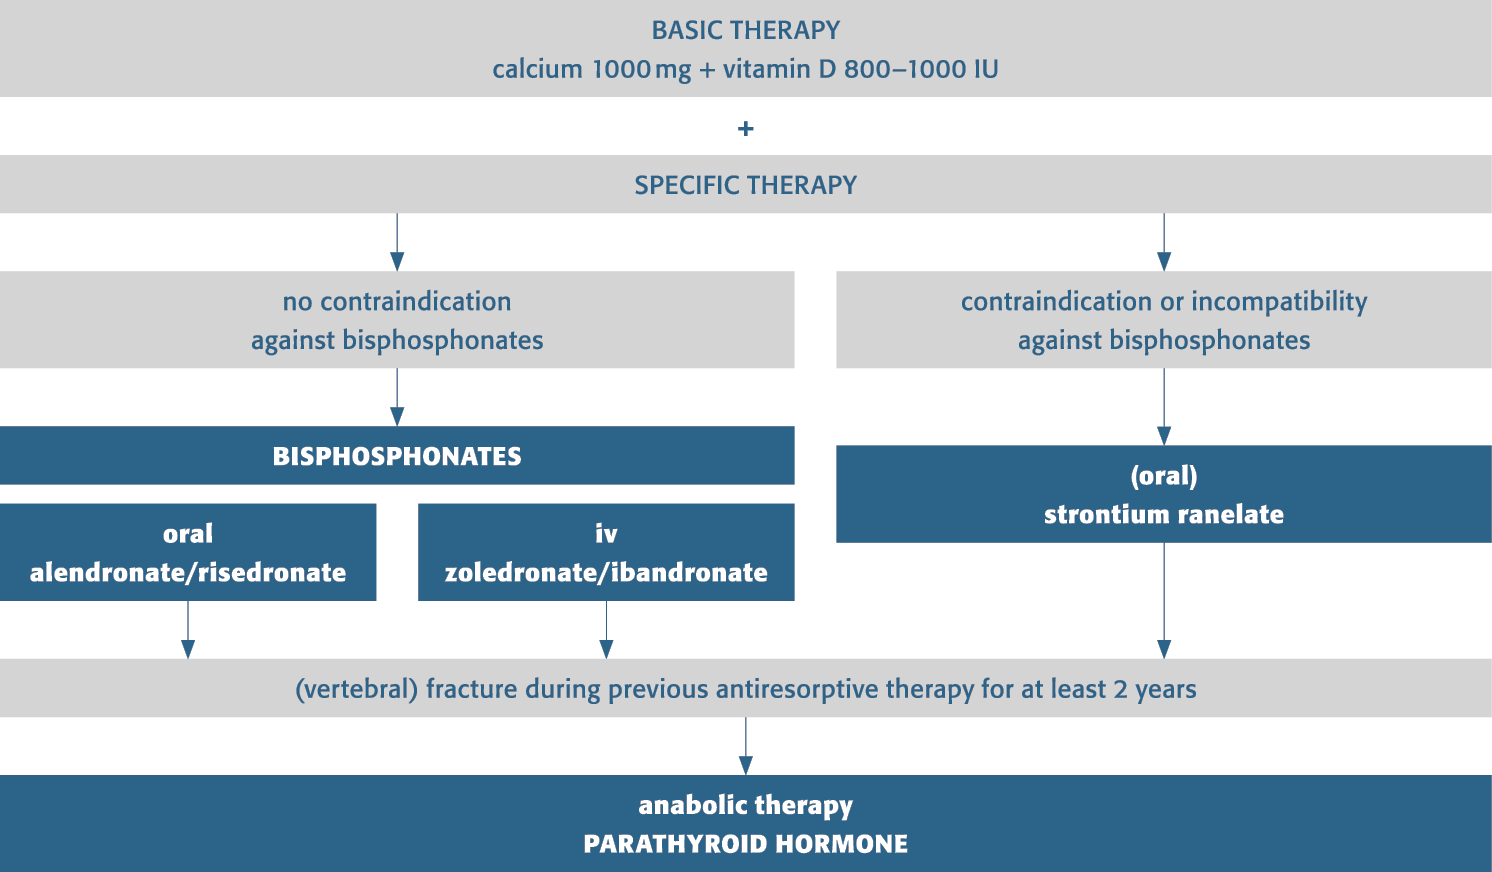 BASIC THERAPY
calcium 1000 mg + vitamin D 800–1000 IU
+
SPECIFIC THERAPY
no contraindication
against bisphosphonates
contraindication or incompatibility
against bisphosphonates
BISPHOSPHONATES
oral
alendronate/risedronate
iv
zoledronate/ibandronate
(oral)
strontium ranelate
(vertebral) fracture during previous antiresorptive therapy for at least 2 years
anabolic therapy
PARATHYROID HORMONE